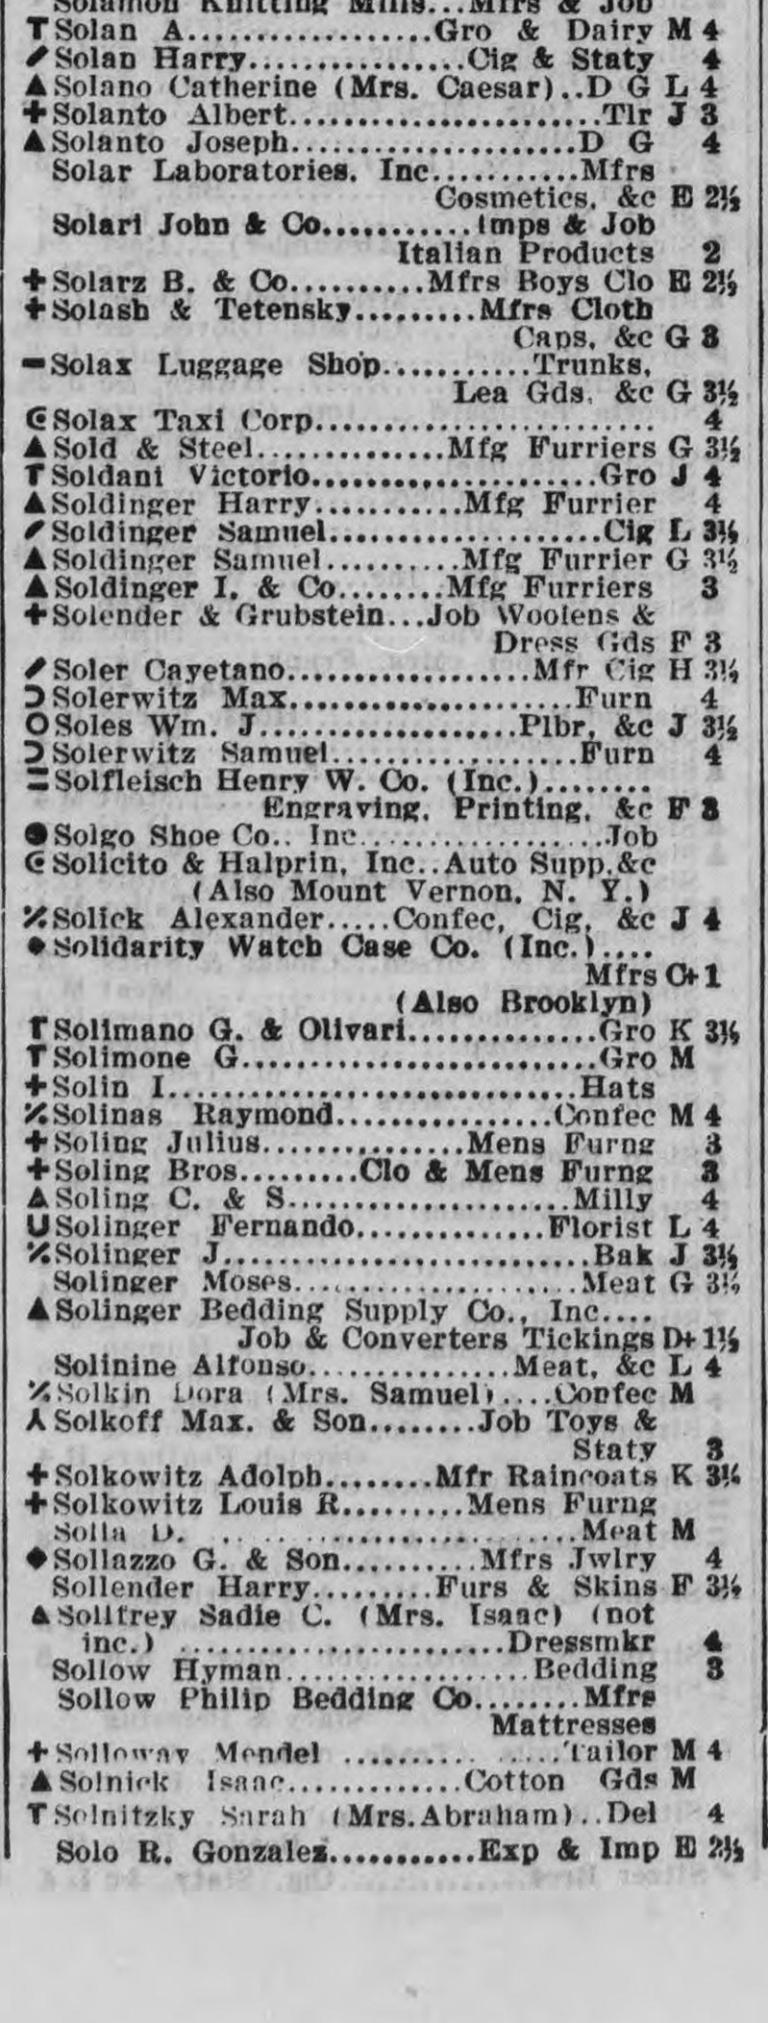 Solamon Knitting Mills...Mfrs & Job
T Solan A..................Gro & Dairy M 4
Solan Harry................Cig & Staty 4
▲ Solano Catherine (Mrs. Caesar)..D G L 4
+ Solanto Albert........................Tlr J 3
▲ Solanto Joseph......................D G 4
Solar Laboratories, Inc...........Mfrs
Cosmetics, &c E 2½
Solari John & Co............Imps & Job
Italian Products 2
+ Solarz B. & Co..........Mfrs Boys Clo E 2½
+ Solash & Tetensky.........Mfrs Cloth
Caps, &c G 3
━ Solax Luggage Shop...........Trunks,
Lea Gds, &c G 3½
Solax Taxi Corp.......................... 4
▲ Sold & Steel..............Mfg Furriers G 3½
T Soldani Victorio.....................Gro J 4
▲ Soldinger Harry...........Mfg Furrier 4
Soldinger Samuel.....................Cig L 3½
▲ Soldinger Samuel..........Mfg Furrier G 3½
▲ Soldinger I. & Co........Mfg Furriers 3
+ Solender & Grubstein...Job Woolens &
Dress Gds F 3
Soler Cayetano..................Mfr Cig H 3½
Solerwitz Max......................Furn 4
O Soles Wm. J....................Plbr, &c J 3½
Solerwitz Samuel...................Furn 4
Solfleisch Henry W. Co. (Inc.)........
Engraving, Printing, &c F 3
● Solgo Shoe Co., Inc...................Job
Solicito & Halprin, Inc..Auto Supp.&c
(Also Mount Vernon, N. Y.)
⁒ Solick Alexander.....Confec, Cig, &c J 4
♦ Solidarity Watch Case Co. (Inc.)....
Mfrs C+ 1
(Also Brooklyn)
T Solimano G. & Olivari...............Gro K 3½
T Solimone G...........................Gro M
+ Solin I...............................Hats
⁒ Solinas Raymond................Confec M 4
+ Soling Julius...............Mens Furng 3
+ Soling Bros.........Clo & Mens Furng 3
▲ Soling C. & S.....................Milly 4
U Solinger Fernando..............Florist L 4
⁒ Solinger J............................Bak J 3½
Solinger Moses.....................Meat G 3½
▲ Solinger Bedding Supply Co., Inc....
Job & Converters Tickings D+ 1½
Solinine Alfonso...............Meat, &c L 4
⁒ Solkin Dora (Mrs. Samuel)....Confec M
Solkoff Max. & Son........Job Toys &
Staty 3
+ Solkowitz Adolph........Mfr Raincoats K 3½
+ Solkowitz Louis R.........Mens Furng
Solla D. ...........................Meat M
♦ Sollazzo G. & Son..........Mfrs Jwlry 4
Sollender Harry.........Furs & Skins F 3½
▲ Sollfrey Sadie C. (Mrs. Isaac) (not
inc.) .........................Dressmkr 4
Sollow Hyman..................Bedding 3
Sollow Philip Bedding Co........Mfrs
Mattresses
+ Solloway Mendel ................Tailor M 4
▲ Solnick Isaac.............Cotton Gds M
T Solnitzky Sarah (Mrs.Abraham)..Del 4
Solo R. Gonzalez...........Exp & Imp E 2½